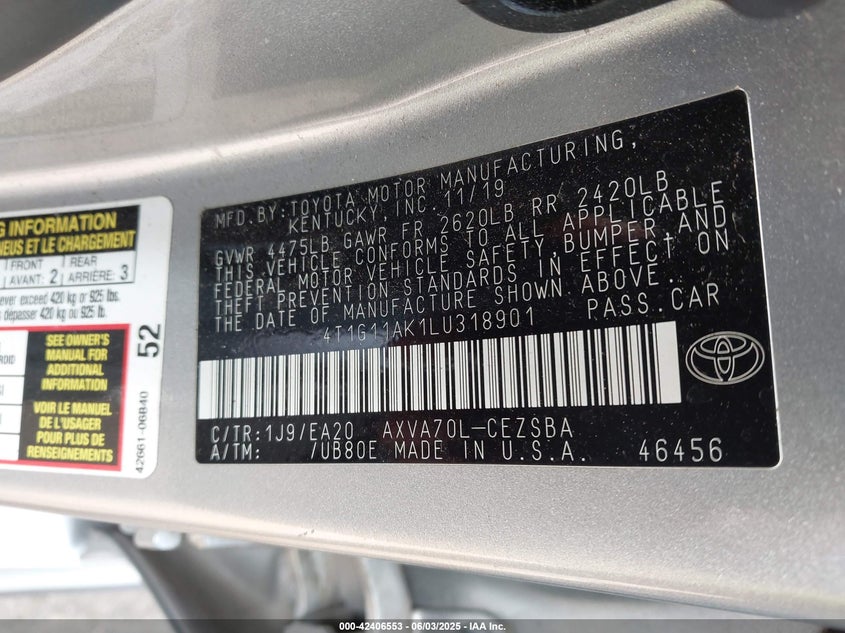 G INFORMATION
NEUS ET LE CHARGEMENT
FRONT
AVANT: 2
REAR
ARRIÈRE: 3
ever exceed 420 kg or 925 lbs.
dépasser 420 kg ou 925 lb.
SEE OWNER'S
MANUAL FOR
ADDITIONAL
INFORMATION
VOIR LE MANUEL
DE L'USAGER
POUR PLUS DE
RENSEIGNEMENTS
52
42661-06B40
MFD. BY: TOYOTA MOTOR MANUFACTURING,
KENTUCKY, INC. 11/19
GVWR 4475LB GAWR FR 2620LB RR 2420LB
THIS VEHICLE CONFORMS TO ALL APPLICABLE
FEDERAL MOTOR VEHICLE SAFETY, BUMPER, AND
THEFT PREVENTION STANDARDS IN EFFECT ON
THE DATE OF MANUFACTURE SHOWN ABOVE.
4T1G11AK1LU318901 PASS. CAR
C/TR: 1J9/EA20 AXVA70L-CEZSBA
A/TM: /UB80E MADE IN U.S.A. 46456
000-42406553 - 06/03/2025 - IAA Inc.